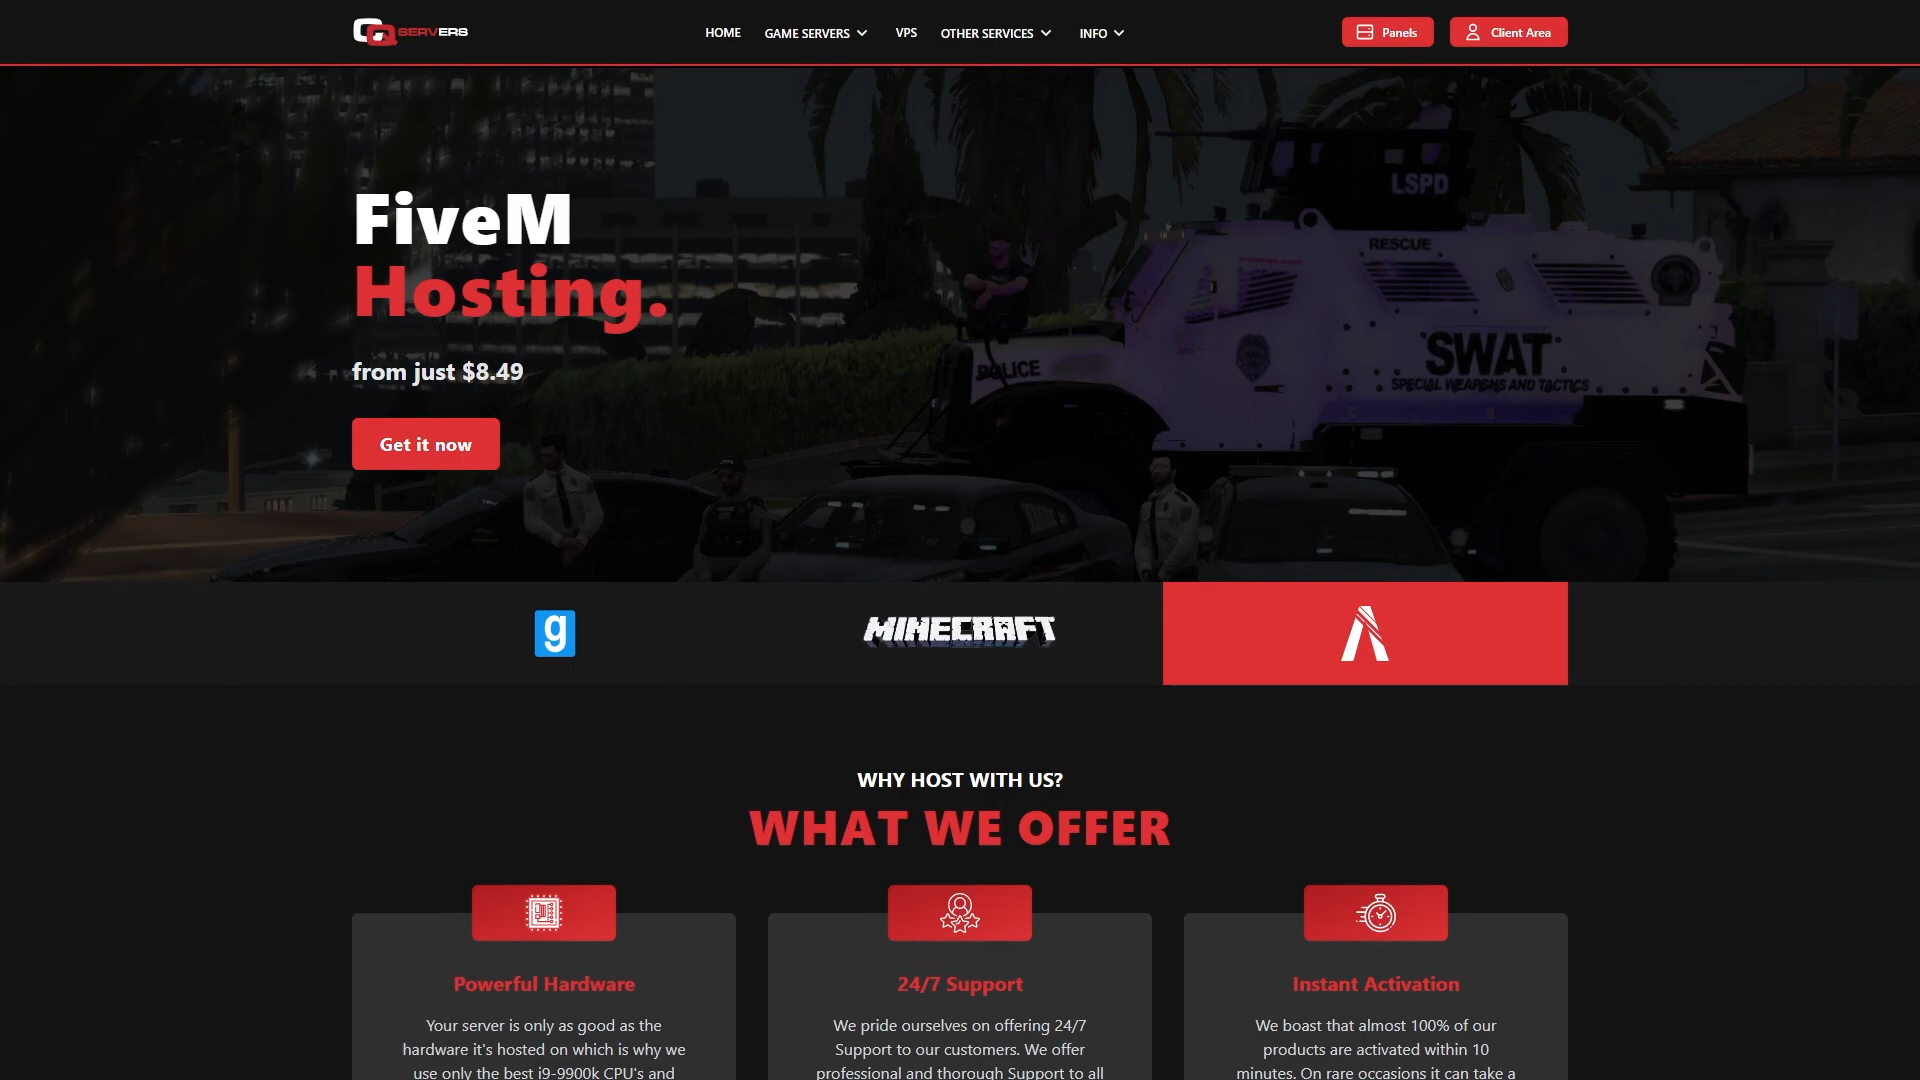 CQ SERVERS
HOME
GAME SERVERS
VPS
OTHER SERVICES
INFO
Panels
Client Area
FiveM
Hosting.
from just $8.49
Get it now
LSPD
RESCUE
POLICE
SWAT
SPECIAL WEAPONS AND TACTICS
g
MINECRAFT
WHY HOST WITH US?
WHAT WE OFFER
Powerful Hardware
Your server is only as good as the
hardware it's hosted on which is why we
use only the best i9-9900k CPU's and
24/7 Support
We pride ourselves on offering 24/7
Support to our customers. We offer
professional and thorough Support to all
Instant Activation
We boast that almost 100% of our
products are activated within 10
minutes. On rare occasions it can take a